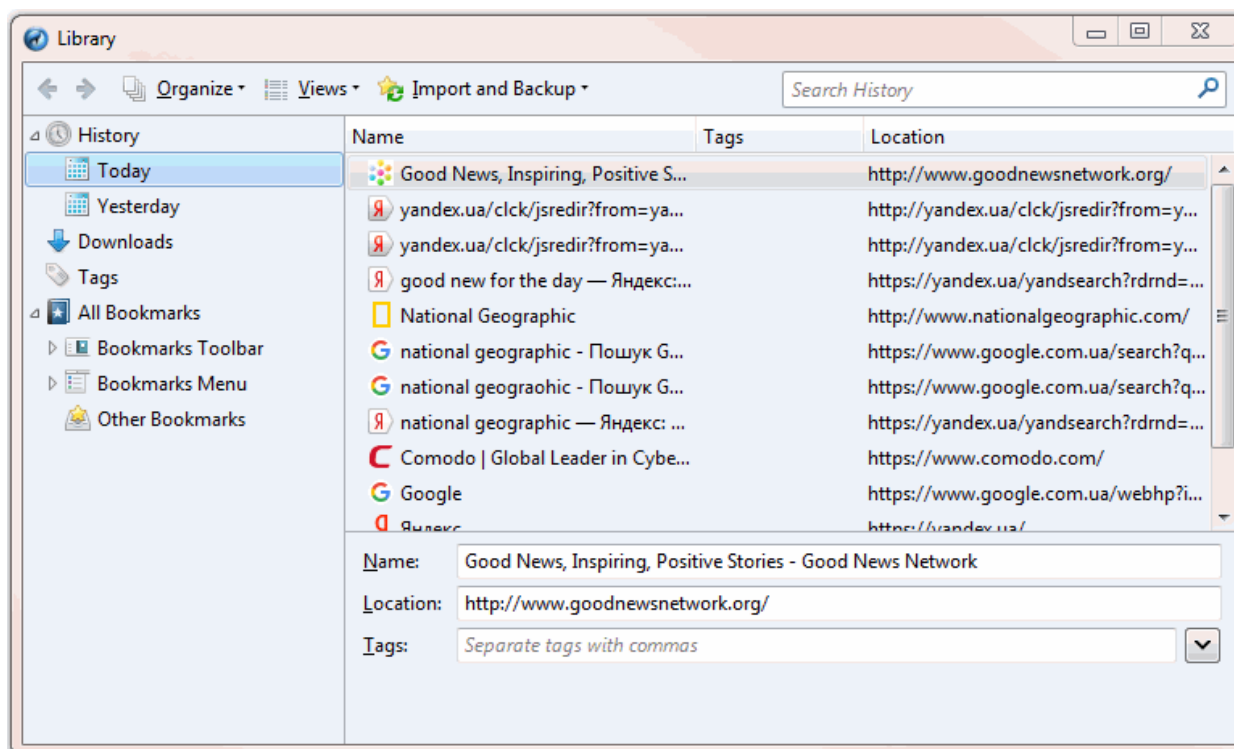 Library
Organize Views Import and Backup Search History
History
Today
Yesterday
Downloads
Tags
All Bookmarks
Bookmarks Toolbar
Bookmarks Menu
Other Bookmarks
Name Tags Location
Good News, Inspiring, Positive S... http://www.goodnewsnetwork.org/
yandex.ua/clck/jsredir?from=ya... http://yandex.ua/clck/jsredir?from=y...
yandex.ua/clck/jsredir?from=ya... http://yandex.ua/clck/jsredir?from=y...
good new for the day — Яндекс:... https://yandex.ua/yandsearch?rdrnd=...
National Geographic http://www.nationalgeographic.com/
national geographic - Пошук G... https://www.google.com.ua/search?q...
national geograohic - Пошук G... https://www.google.com.ua/search?q...
national geographic — Яндекс: ... https://yandex.ua/yandsearch?rdrnd=...
Comodo | Global Leader in Cybe... https://www.comodo.com/
Google https://www.google.com.ua/webhp?i...
Яндекс https://yandex.ua/
Name: Good News, Inspiring, Positive Stories - Good News Network
Location: http://www.goodnewsnetwork.org/
Tags: Separate tags with commas